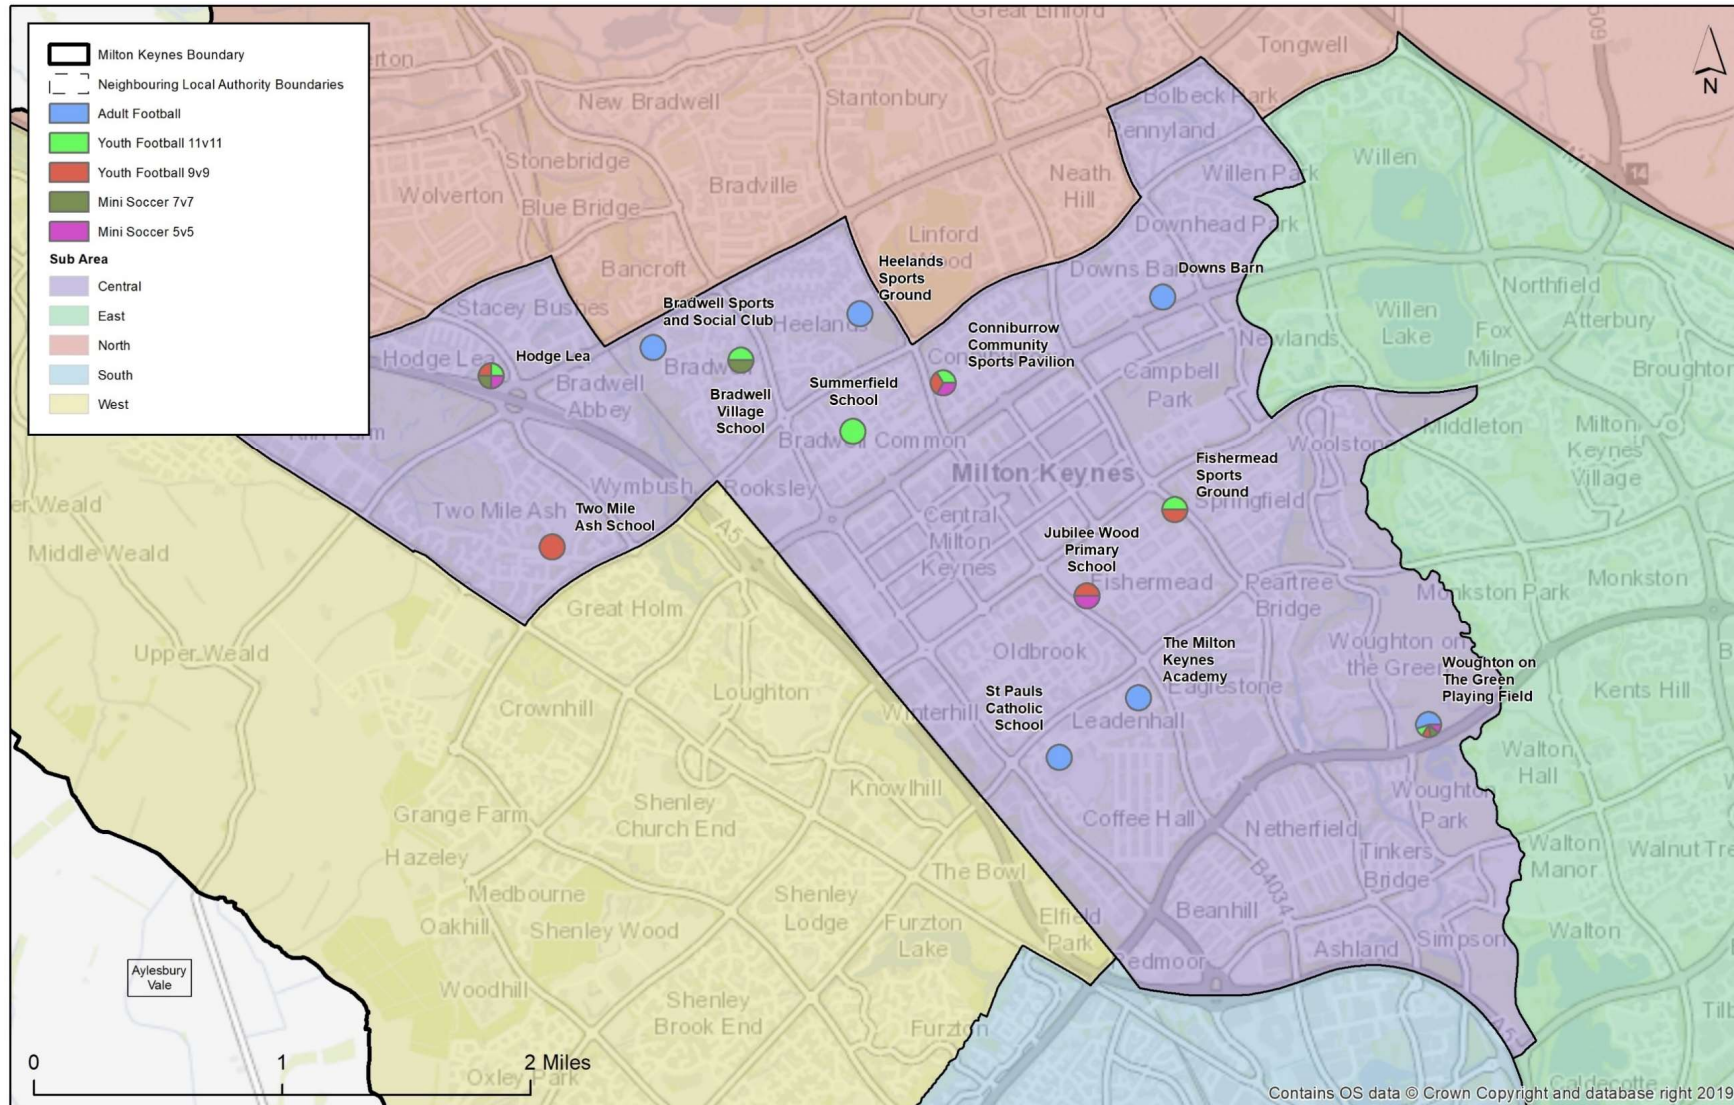 Milton Keynes Boundary
Neighbouring Local Authority Boundaries
Adult Football
Youth Football 11v11
Youth Football 9v9
Mini Soccer 7v7
Mini Soccer 5v5
Sub Area
Central
East
North
South
West
Great Linford
Tongwell
N
New Bradwell
Stantonbury
Bolbeck Park
Pennyland
Willen
14
Stonebridge
Wolverton
Blue Bridge
Bradville
Neath
Hill
Willen Park
Downhead Park
Linford
Wood
Bancroft
Heelands
Sports
Ground
Downs Barn
Downs Barn
Northfield
Stacey Bushes
Bradwell Sports
and Social Club
Heelands
Willen
Lake
Fox
Milne
Atterbury
Newlands
Conniburrow
Community
Sports Pavilion
Hodge Lea
Hodge Lea
Bradwell
Abbey
Bradwell
Village
School
Summerfield
School
Campbell
Park
Broughton
Bradwell Common
Woolstone
Middleton
Milton
Keynes
Village
Milton Keynes
Fishermead
Sports
Ground
Springfield
Wymbush
Rooksley
Two Mile Ash
Two Mile
Ash School
A5
Central
Milton
Keynes
Jubilee Wood
Primary
School
Fishermead
Peartree
Bridge
Monkston
Monkston Park
Middle Weald
Great Holm
Upper Weald
Oldbrook
The Milton
Keynes
Academy
Eaglestone
Woughton on
the Green
Woughton on
The Green
Playing Field
Kents Hill
Loughton
Crownhill
Winterhill
St Pauls
Catholic
School
Leadenhall
Walton
Hall
Knowlhill
Woughton
Park
Shenley
Church End
Grange Farm
Coffee Hall
Netherfield
Tinkers
Bridge
Walton
Manor
Hazeley
The Bowl
B4034
Medbourne
Shenley
Lodge
Furzton
Lake
Elfield
Park
Beanhill
Oakhill
Shenley Wood
Ashland
Simpson
Walton
Redmoor
Aylesbury
Vale
Woodhill
Shenley
Brook End
Furzton
0 1 2 Miles
Oxley Park
Caldecotte
Contains OS data © Crown Copyright and database right 2019